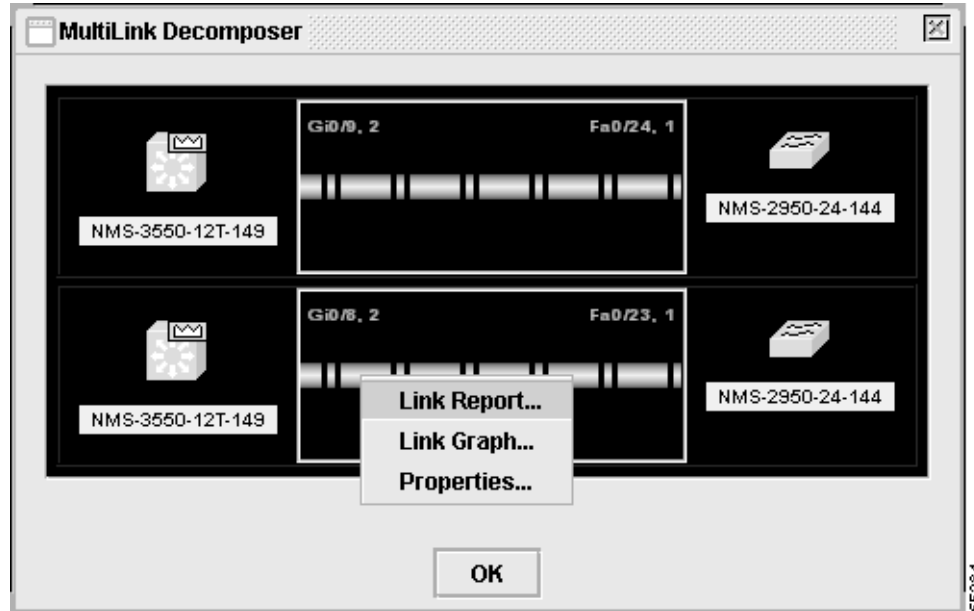 MultiLink Decomposer
Gi0/9, 2
Fa0/24, 1
NMS-3550-12T-149
NMS-2950-24-144
Gi0/8, 2
Fa0/23, 1
NMS-3550-12T-149
NMS-2950-24-144
Link Report...
Link Graph...
Properties...
OK